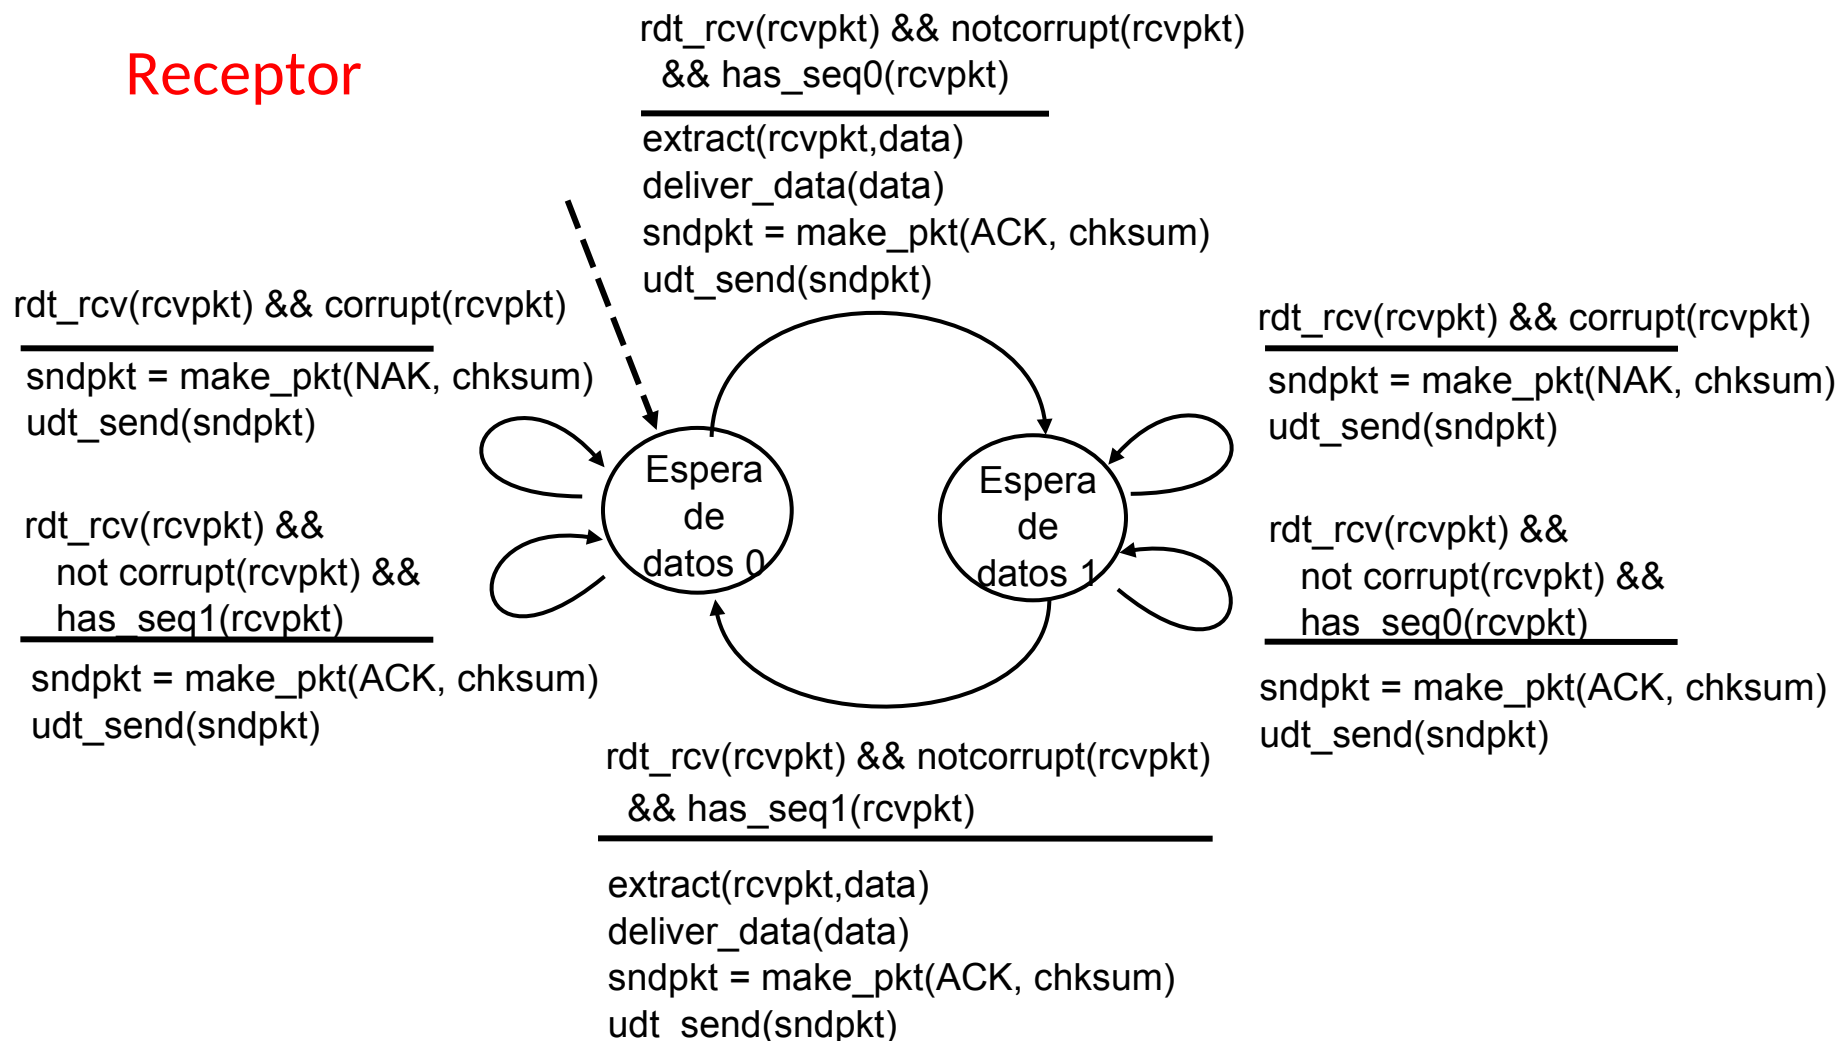 Receptor
rdt_rcv(rcvpkt) && notcorrupt(rcvpkt)
&& has_seq0(rcvpkt)
extract(rcvpkt,data)
deliver_data(data)
sndpkt = make_pkt(ACK, chksum)
udt_send(sndpkt)
rdt_rcv(rcvpkt) && corrupt(rcvpkt)
sndpkt = make_pkt(NAK, chksum)
udt_send(sndpkt)
rdt_rcv(rcvpkt) &&
not corrupt(rcvpkt) &&
has_seq1(rcvpkt)
sndpkt = make_pkt(ACK, chksum)
udt_send(sndpkt)
Espera
de
datos 0
Espera
de
datos 1
rdt_rcv(rcvpkt) && corrupt(rcvpkt)
sndpkt = make_pkt(NAK, chksum)
udt_send(sndpkt)
rdt_rcv(rcvpkt) &&
not corrupt(rcvpkt) &&
has_seq0(rcvpkt)
sndpkt = make_pkt(ACK, chksum)
udt_send(sndpkt)
rdt_rcv(rcvpkt) && notcorrupt(rcvpkt)
&& has_seq1(rcvpkt)
extract(rcvpkt,data)
deliver_data(data)
sndpkt = make_pkt(ACK, chksum)
udt_send(sndpkt)